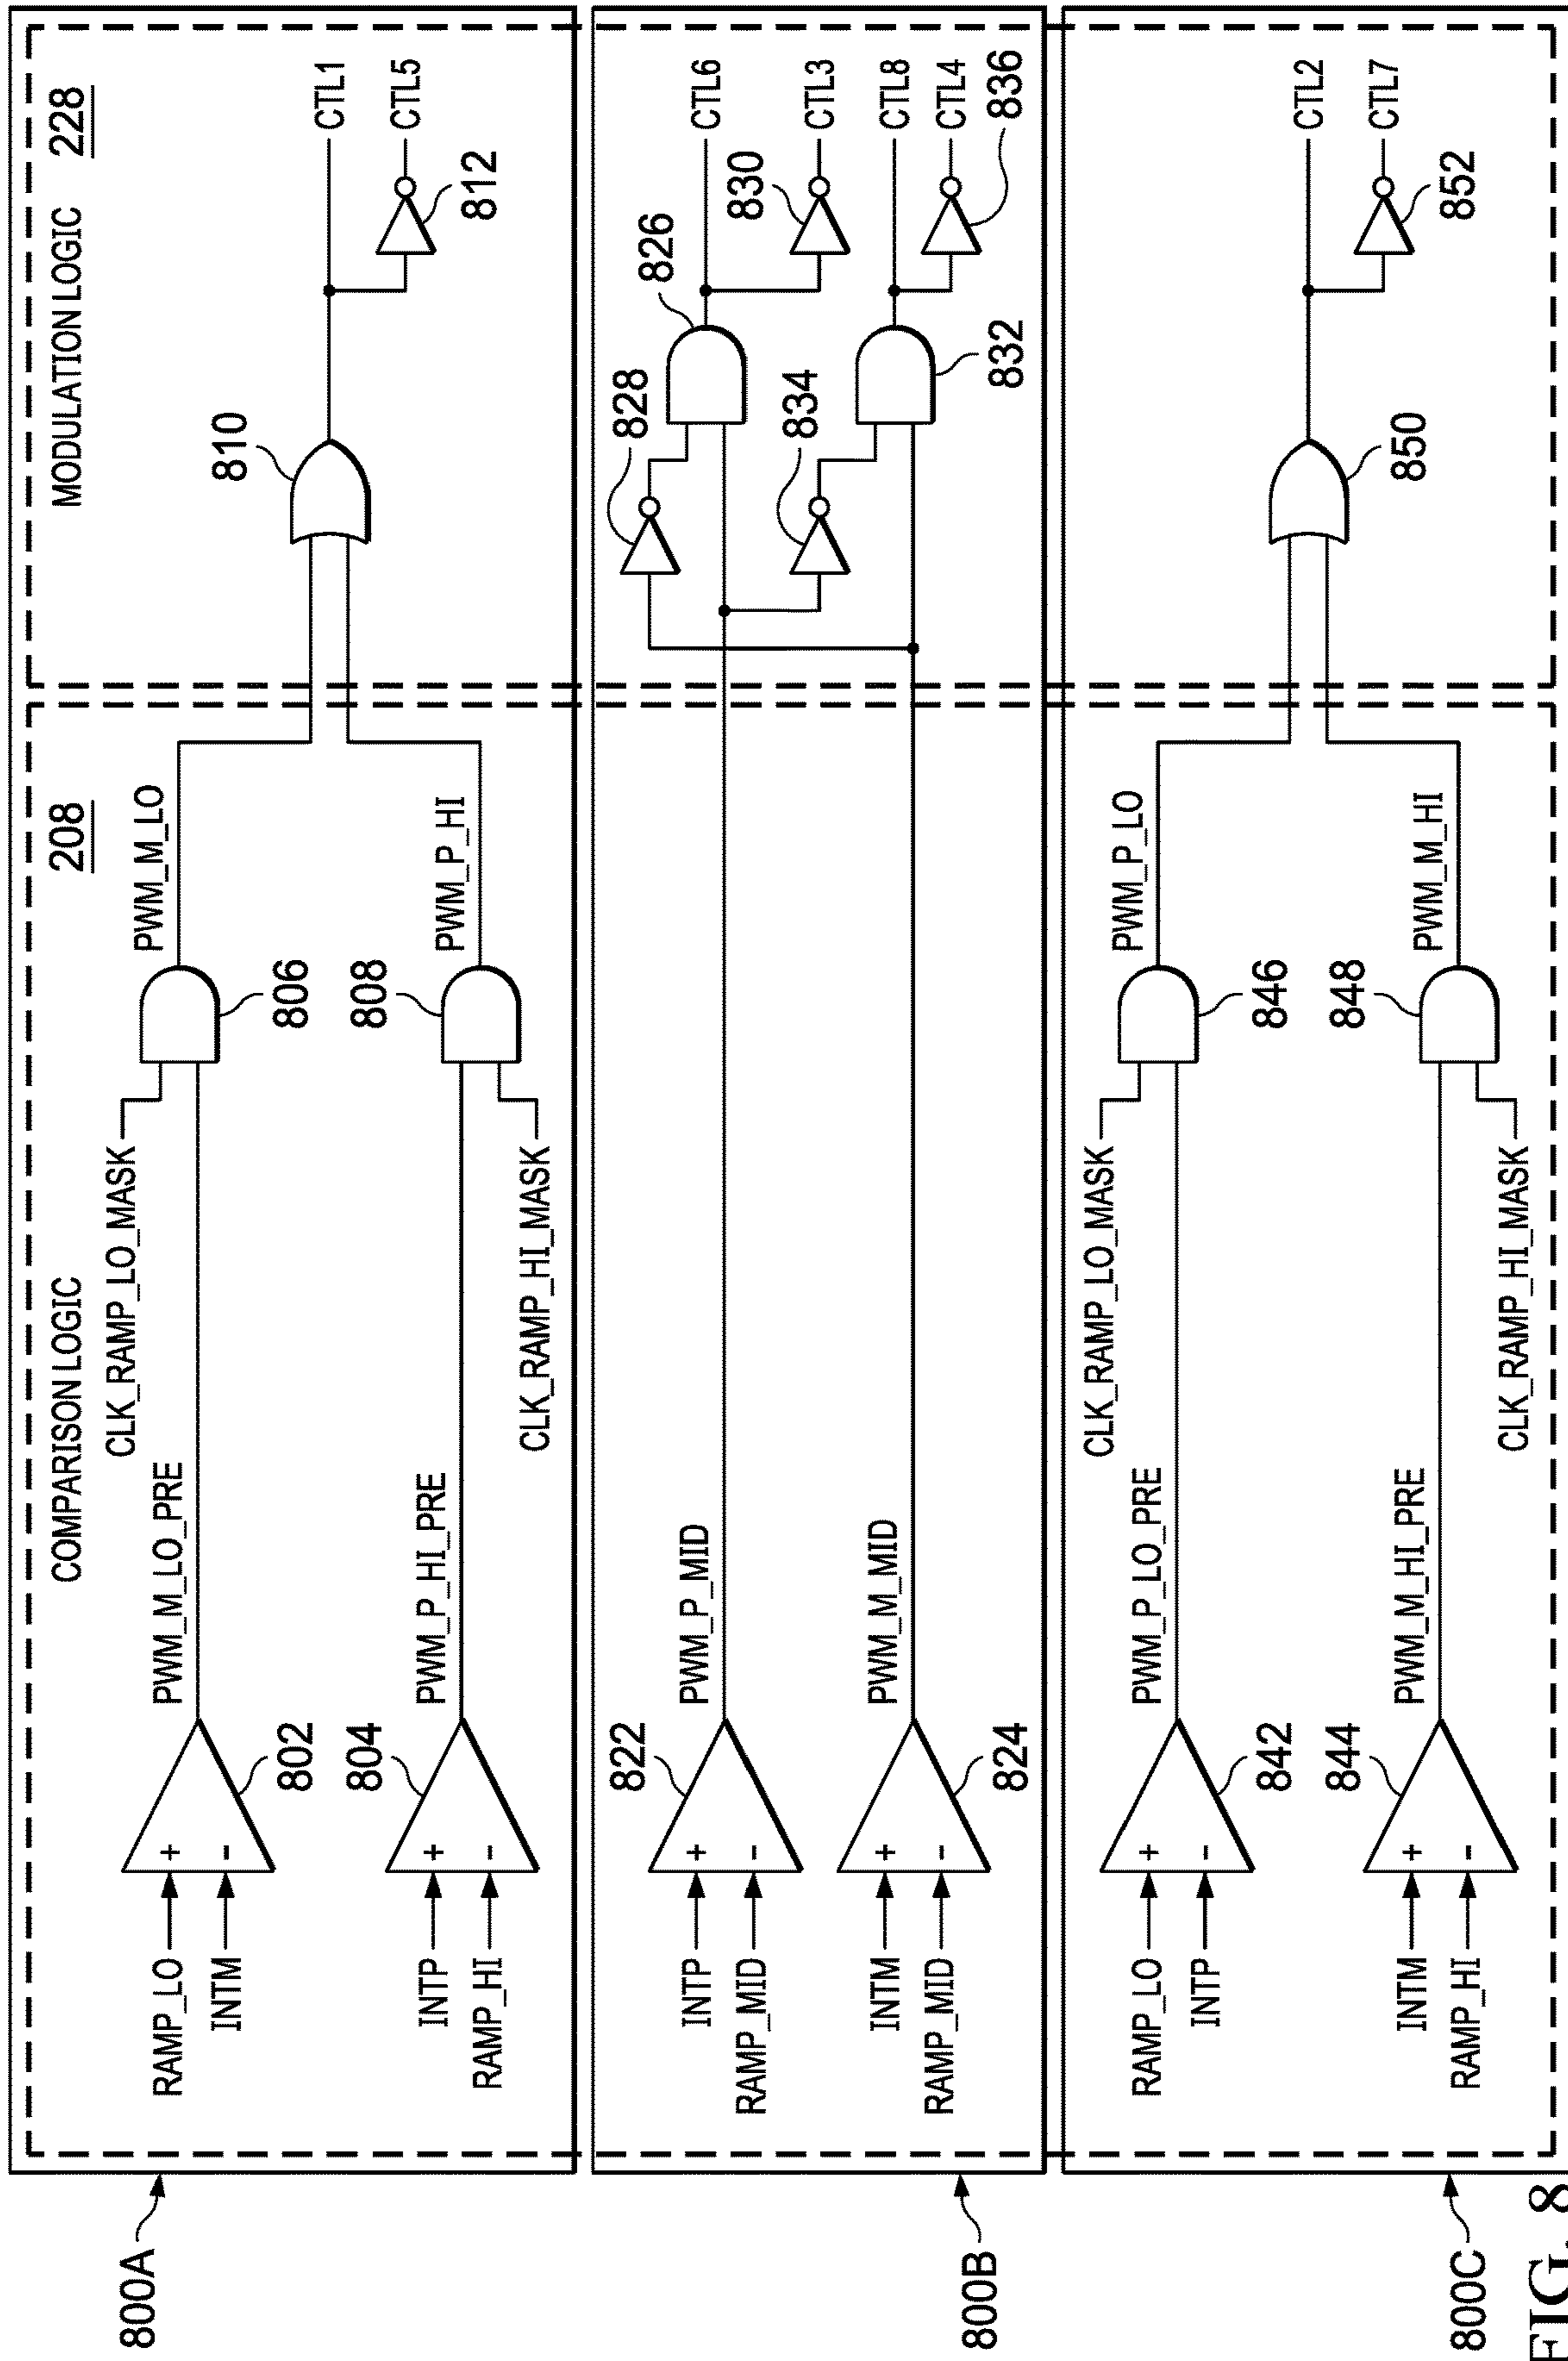 800A
COMPARISON LOGIC
208
MODULATION LOGIC
228
RAMP_LO
INTM
+
-
802
PWM_M_LO_PRE
CLK_RAMP_LO_MASK
806
PWM_M_LO
INTP
RAMP_HI
+
-
804
PWM_P_HI_PRE
CLK_RAMP_HI_MASK
808
PWM_P_HI
810
812
CTL1
CTL5
800B
INTP
RAMP_MID
+
-
822
PWM_P_MID
INTM
RAMP_MID
+
-
824
PWM_M_MID
828
826
834
832
830
836
CTL6
CTL3
CTL8
CTL4
800C
RAMP_LO
INTP
+
-
842
PWM_P_LO_PRE
CLK_RAMP_LO_MASK
846
PWM_P_LO
INTM
RAMP_HI
+
-
844
PWM_M_HI_PRE
CLK_RAMP_HI_MASK
848
PWM_M_HI
850
852
CTL2
CTL7
FIG. 8